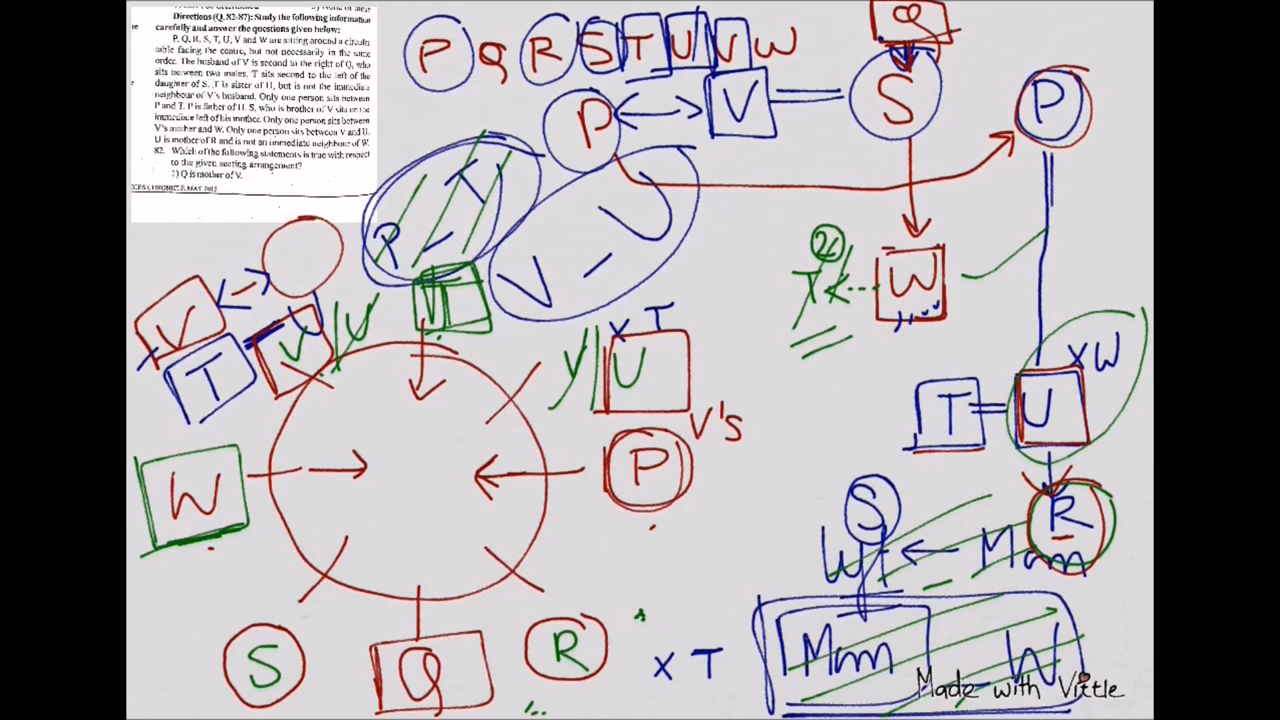 Directions (Q. 82-87): Study the following information
carefully and answer the questions given below:
P, Q, R, S, T, U, V and W are sitting around a circular
table facing the centre, but not necessarily in the same
order. The husband of V is second to the right of Q, who
sits between two males. T sits second to the left of the
daughter of S. T is sister of U, but is not the immediate
neighbour of V's husband. Only one person sits between
P and T. P is father of U. S, who is brother of V sits on the
immediate left of his mother. Only one person sits between
V's mother and W. Only one person sits between V and U.
U is mother of R and is not an immediate neighbour of W.
82. Which of the following statements is true with respect
to the given seating arrangement?
1) Q is mother of V.
P Q R S T U V W
Q
P V S P
P - T
V - U
2
T W
V
T V / U
T
V / U x T
V's
W P
x W
T U
R
S
W Mam
S Q R x T
Mam W
Made with Vittle